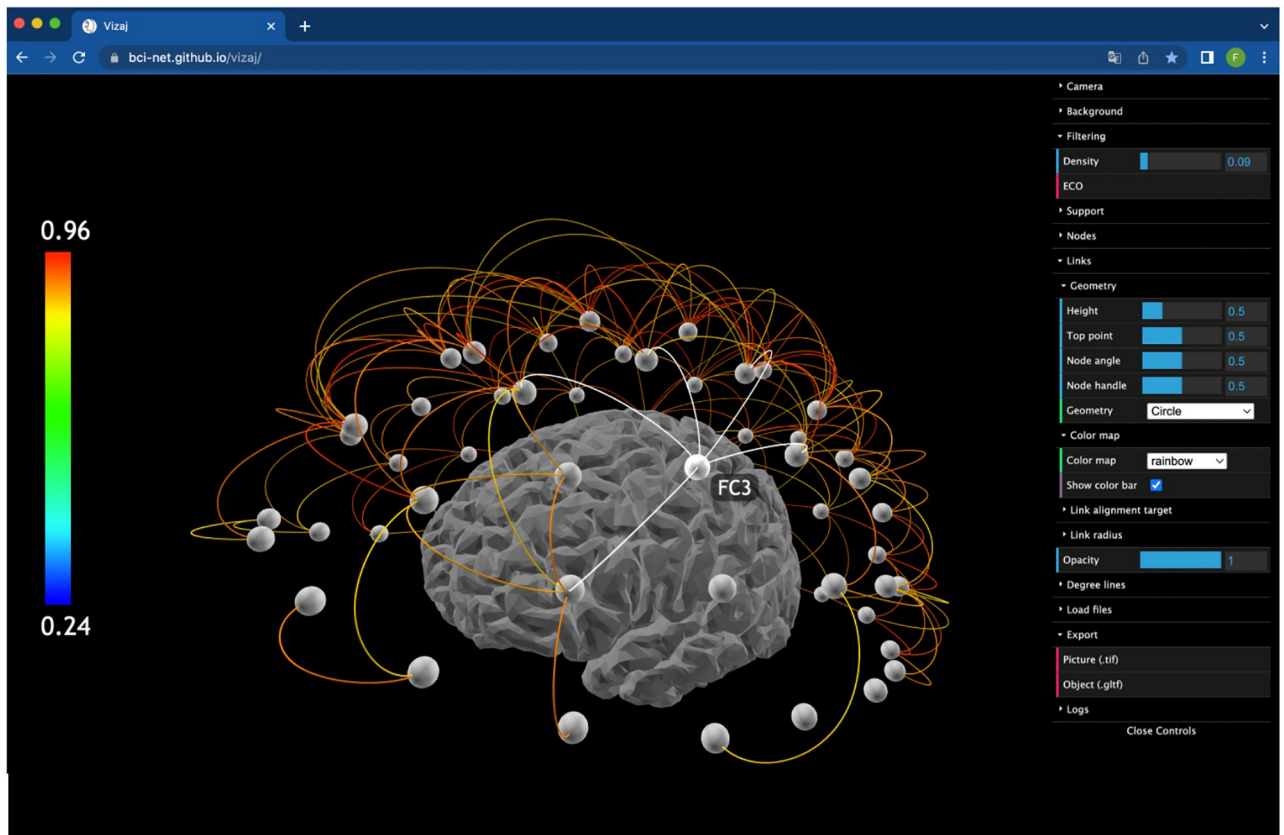 Vizaj
bci-net.github.io/vizaj/
F
0.96
0.24
FC3
Camera
Background
Filtering
Density 0.09
ECO
Support
Nodes
Links
Geometry
Height 0.5
Top point 0.5
Node angle 0.5
Node handle 0.5
Geometry Circle
Color map
Color map rainbow
Show color bar
Link alignment target
Link radius
Opacity 1
Degree lines
Load files
Export
Picture (.tif)
Object (.gltf)
Logs
Close Controls